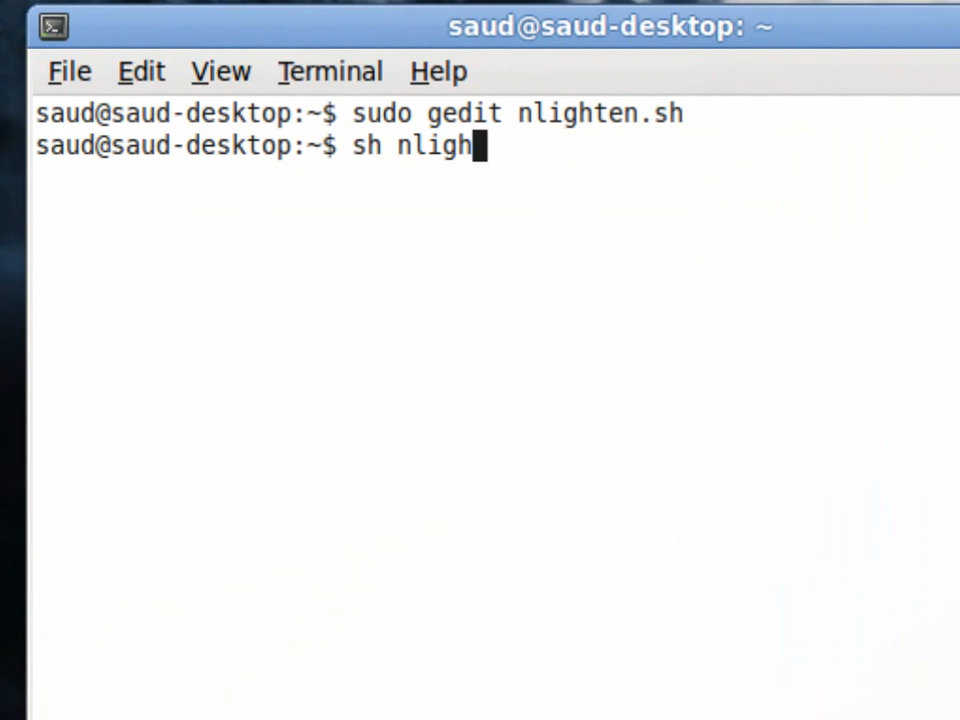 saud@saud-desktop: ~
File Edit View Terminal Help
saud@saud-desktop:~$ sudo gedit nlighten.sh
saud@saud-desktop:~$ sh nligh